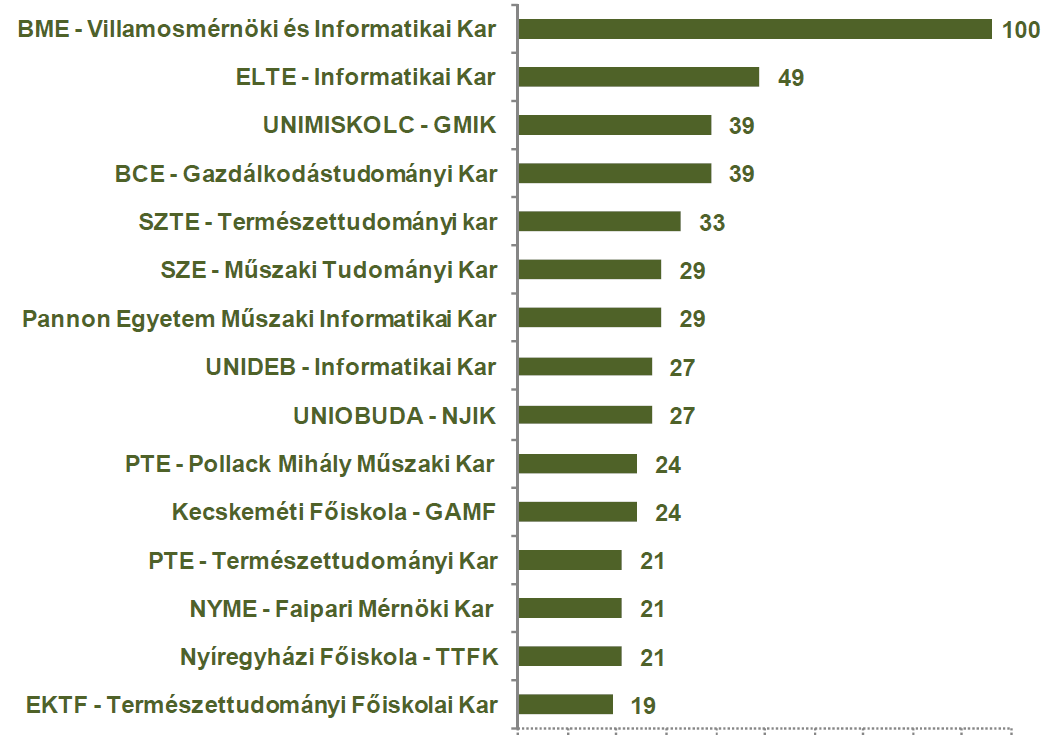 BME - Villamosmérnöki és Informatikai Kar 100
ELTE - Informatikai Kar 49
UNIMISKOLC - GMIK 39
BCE - Gazdálkodástudományi Kar 39
SZTE - Természettudományi kar 33
SZE - Műszaki Tudományi Kar 29
Pannon Egyetem Műszaki Informatikai Kar 29
UNIDEB - Informatikai Kar 27
UNIOBUDA - NJIK 27
PTE - Pollack Mihály Műszaki Kar 24
Kecskeméti Főiskola - GAMF 24
PTE - Természettudományi Kar 21
NYME - Faipari Mérnöki Kar 21
Nyíregyházi Főiskola - TTFK 21
EKTF - Természettudományi Főiskolai Kar 19